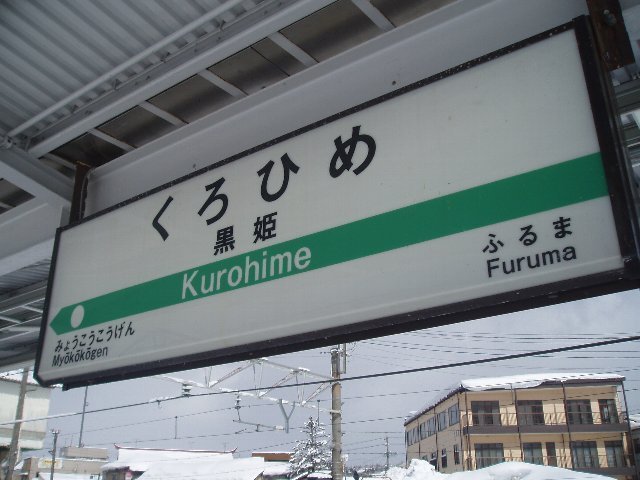 くろひめ
黒姫
Kurohime
みょうこうこうげん
Myōkōkōgen
ふるま
Furuma